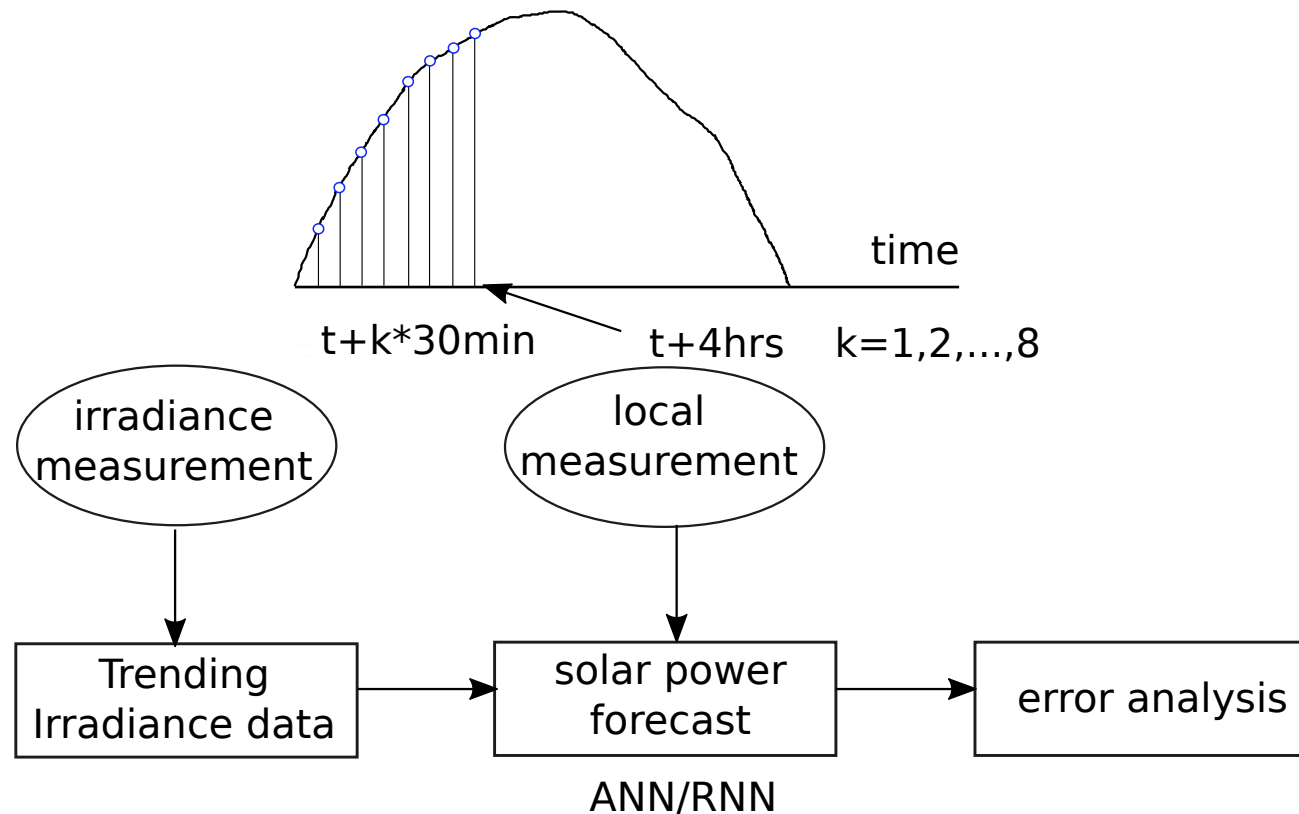 time
t+k*30min
t+4hrs
k=1,2,...,8
irradiance
measurement
local
measurement
Trending
Irradiance data
solar power
forecast
error analysis
ANN/RNN